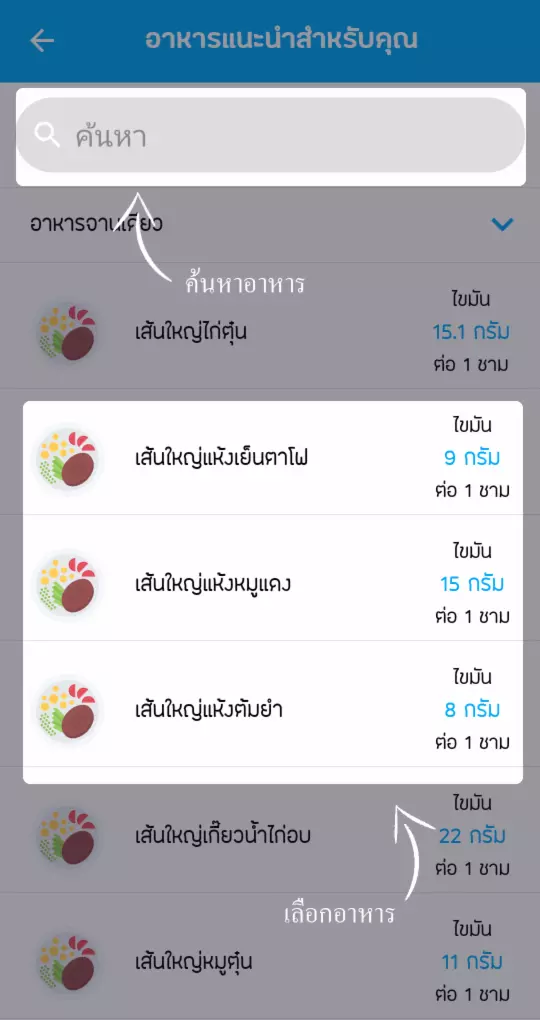 อาหารแนะนำสำหรับคุณ
ค้นหา
อาหารจานเดียว
ค้นหาอาหาร
ไขมัน
เส้นใหญ่ไก่ตุ๋น
15.1 กรัม
ต่อ 1 ชาม
ไขมัน
เส้นใหญ่แห้งเย็นตาโฟ
9 กรัม
ต่อ 1 ชาม
ไขมัน
เส้นใหญ่แห้งหมูแดง
15 กรัม
ต่อ 1 ชาม
ไขมัน
เส้นใหญ่แห้งต้มยำ
8 กรัม
ต่อ 1 ชาม
ไขมัน
เส้นใหญ่เกี๊ยวน้ำไก่อบ
22 กรัม
ต่อ 1 ชาม
เลือกอาหาร
ไขมัน
เส้นใหญ่หมูตุ๋น
11 กรัม
ต่อ 1 ชาม